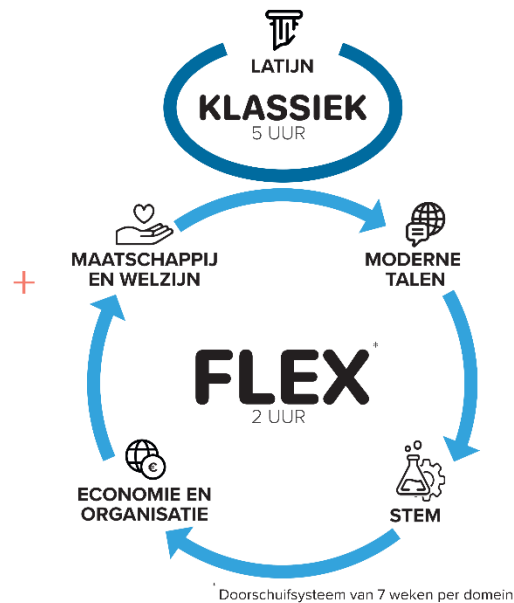 LATIJN
KLASSIEK
5 UUR
MAATSCHAPPIJ
EN WELZIJN
MODERNE
TALEN
+
FLEX*
2 UUR
€
ECONOMIE EN
ORGANISATIE
STEM
* Doorschuifsysteem van 7 weken per domein